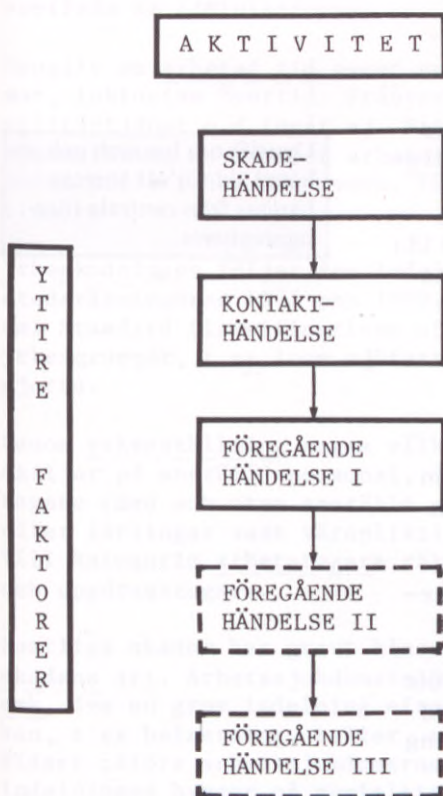 AKTIVITET
SKADE-
HÄNDELSE
YTTRE FAKTORER
KONTAKT-
HÄNDELSE
FÖREGÅENDE
HÄNDELSE I
FÖREGÅENDE
HÄNDELSE II
FÖREGÅENDE
HÄNDELSE III